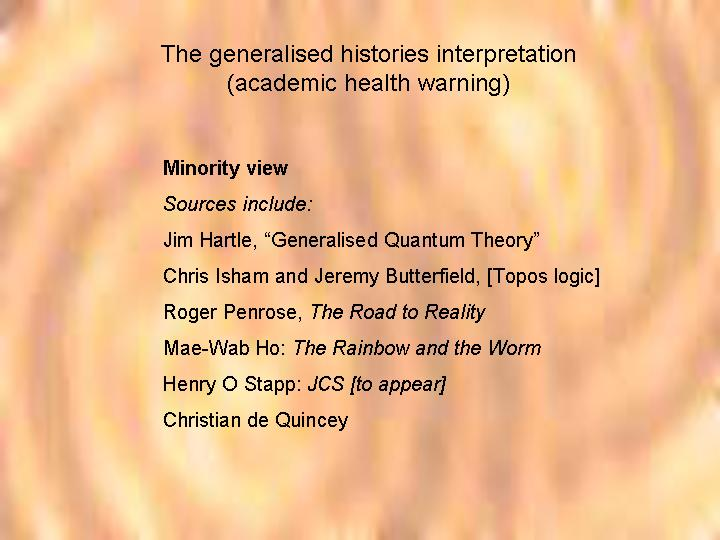 The generalised histories interpretation
(academic health warning)
Minority view
Sources include:
Jim Hartle, “Generalised Quantum Theory”
Chris Isham and Jeremy Butterfield, [Topos logic]
Roger Penrose, The Road to Reality
Mae-Wab Ho: The Rainbow and the Worm
Henry O Stapp: JCS [to appear]
Christian de Quincey